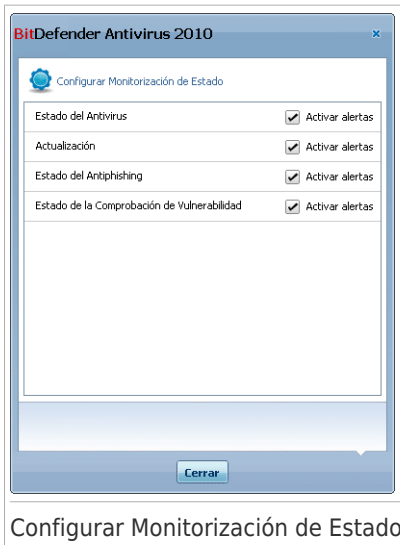 BitDefender Antivirus 2010
Configurar Monitorización de Estado
Estado del Antivirus Activar alertas
Actualización Activar alertas
Estado del Antiphishing Activar alertas
Estado de la Comprobación de Vulnerabilidad Activar alertas
Cerrar
Configurar Monitorización de Estado